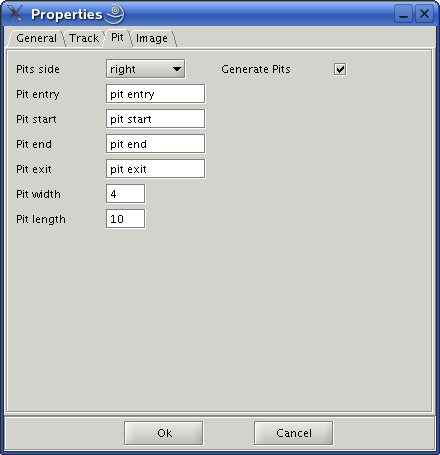 Properties
General Track Pit Image
Pits side right Generate Pits
Pit entry pit entry
Pit start pit start
Pit end pit end
Pit exit pit exit
Pit width 4
Pit length 10
Ok Cancel